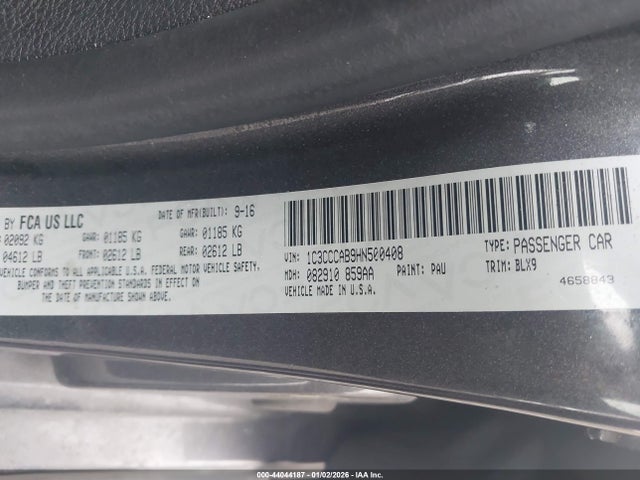 BY FCA US LLC DATE OF MFR(BUILT): 9-16
02092 KG GAWR: 01185 KG GAWR: 01185 KG
04612 LB FRONT: 02612 LB REAR: 02612 LB
VEHICLE CONFORMS TO ALL APPLICABLE U.S.A. FEDERAL MOTOR VEHICLE SAFETY,
BUMPER AND THEFT PREVENTION STANDARDS IN EFFECT ON
THE DATE OF MANUFACTURE SHOWN ABOVE.
VIN: 1C3CCCAB9HN500408 TYPE: PASSENGER CAR
MDH: 082910 859AA PAINT: PAU TRIM: BLX9
VEHICLE MADE IN U.S.A. 4658843
000-44044187 - 01/02/2026 - IAA Inc.